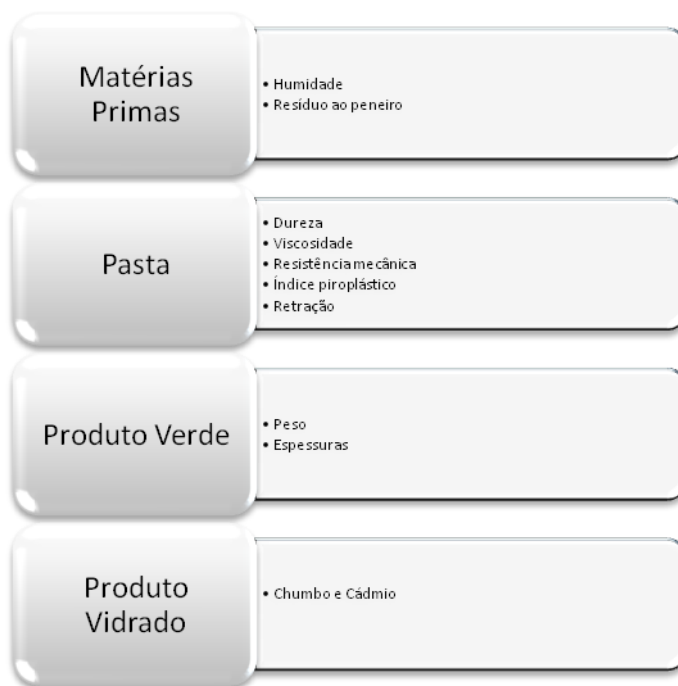 Matérias
Primas
• Humidade
• Resíduo ao peneiro
Pasta
• Dureza
• Viscosidade
• Resistência mecânica
• Índice piroplástico
• Retração
Produto Verde
• Peso
• Espessuras
Produto
Vidrado
• Chumbo e Cádmio